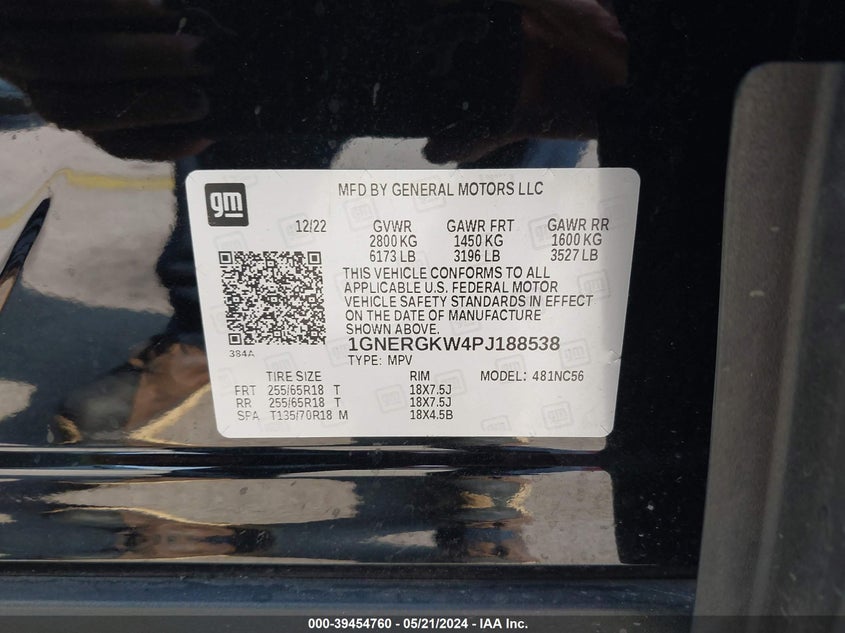 gm
MFD BY GENERAL MOTORS LLC
12/22 GVWR GAWR FRT GAWR RR
2800 KG 1450 KG 1600 KG
6173 LB 3196 LB 3527 LB
THIS VEHICLE CONFORMS TO ALL
APPLICABLE U.S. FEDERAL MOTOR
VEHICLE SAFETY STANDARDS IN EFFECT
ON THE DATE OF MANUFACTURE
SHOWN ABOVE.
384A
1GNERGKW4PJ188538
TYPE: MPV
TIRE SIZE RIM MODEL: 481NC56
FRT 255/65R18 T 18X7.5J
RR 255/65R18 T 18X7.5J
SPA T135/70R18 M 18X4.5B
000-39454760 — 05/21/2024 — IAA Inc.